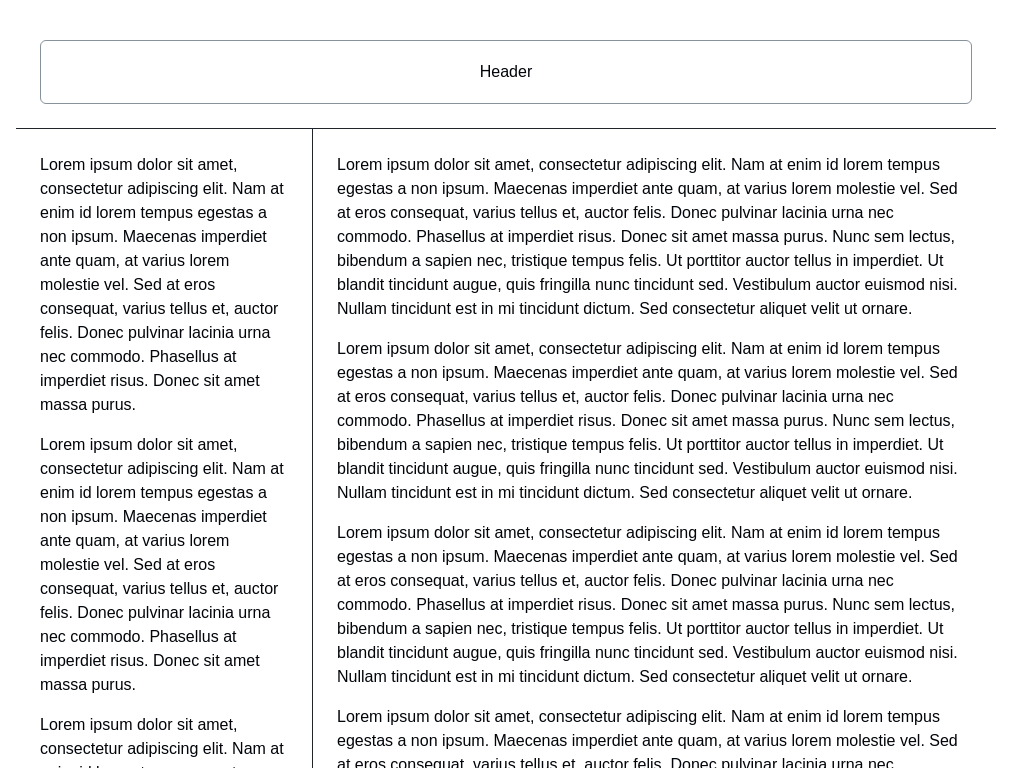 Header
Lorem ipsum dolor sit amet,
consectetur adipiscing elit. Nam at
enim id lorem tempus egestas a
non ipsum. Maecenas imperdiet
ante quam, at varius lorem
molestie vel. Sed at eros
consequat, varius tellus et, auctor
felis. Donec pulvinar lacinia urna
nec commodo. Phasellus at
imperdiet risus. Donec sit amet
massa purus.
Lorem ipsum dolor sit amet,
consectetur adipiscing elit. Nam at
enim id lorem tempus egestas a
non ipsum. Maecenas imperdiet
ante quam, at varius lorem
molestie vel. Sed at eros
consequat, varius tellus et, auctor
felis. Donec pulvinar lacinia urna
nec commodo. Phasellus at
imperdiet risus. Donec sit amet
massa purus.
Lorem ipsum dolor sit amet,
consectetur adipiscing elit. Nam at
Lorem ipsum dolor sit amet, consectetur adipiscing elit. Nam at enim id lorem tempus
egestas a non ipsum. Maecenas imperdiet ante quam, at varius lorem molestie vel. Sed
at eros consequat, varius tellus et, auctor felis. Donec pulvinar lacinia urna nec
commodo. Phasellus at imperdiet risus. Donec sit amet massa purus. Nunc sem lectus,
bibendum a sapien nec, tristique tempus felis. Ut porttitor auctor tellus in imperdiet. Ut
blandit tincidunt augue, quis fringilla nunc tincidunt sed. Vestibulum auctor euismod nisi.
Nullam tincidunt est in mi tincidunt dictum. Sed consectetur aliquet velit ut ornare.
Lorem ipsum dolor sit amet, consectetur adipiscing elit. Nam at enim id lorem tempus
egestas a non ipsum. Maecenas imperdiet ante quam, at varius lorem molestie vel. Sed
at eros consequat, varius tellus et, auctor felis. Donec pulvinar lacinia urna nec
commodo. Phasellus at imperdiet risus. Donec sit amet massa purus. Nunc sem lectus,
bibendum a sapien nec, tristique tempus felis. Ut porttitor auctor tellus in imperdiet. Ut
blandit tincidunt augue, quis fringilla nunc tincidunt sed. Vestibulum auctor euismod nisi.
Nullam tincidunt est in mi tincidunt dictum. Sed consectetur aliquet velit ut ornare.
Lorem ipsum dolor sit amet, consectetur adipiscing elit. Nam at enim id lorem tempus
egestas a non ipsum. Maecenas imperdiet ante quam, at varius lorem molestie vel. Sed
at eros consequat, varius tellus et, auctor felis. Donec pulvinar lacinia urna nec
commodo. Phasellus at imperdiet risus. Donec sit amet massa purus. Nunc sem lectus,
bibendum a sapien nec, tristique tempus felis. Ut porttitor auctor tellus in imperdiet. Ut
blandit tincidunt augue, quis fringilla nunc tincidunt sed. Vestibulum auctor euismod nisi.
Nullam tincidunt est in mi tincidunt dictum. Sed consectetur aliquet velit ut ornare.
Lorem ipsum dolor sit amet, consectetur adipiscing elit. Nam at enim id lorem tempus
egestas a non ipsum. Maecenas imperdiet ante quam, at varius lorem molestie vel. Sed
at eros consequat, varius tellus et, auctor felis. Donec pulvinar lacinia urna nec